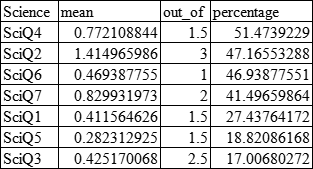 Science mean out_of percentage
SciQ4 0.772108844 1.5 51.4739229
SciQ2 1.414965986 3 47.16553288
SciQ6 0.469387755 1 46.93877551
SciQ7 0.829931973 2 41.49659864
SciQ1 0.411564626 1.5 27.43764172
SciQ5 0.282312925 1.5 18.82086168
SciQ3 0.425170068 2.5 17.00680272